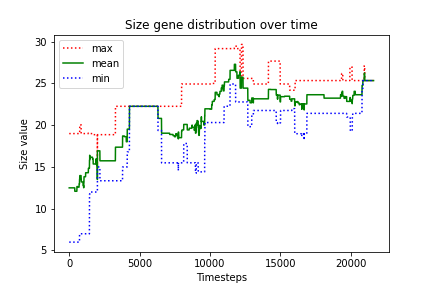 Size gene distribution over time
30
25
20
15
10
5
Size value
max
mean
min
0
5000
10000
15000
20000
Timesteps